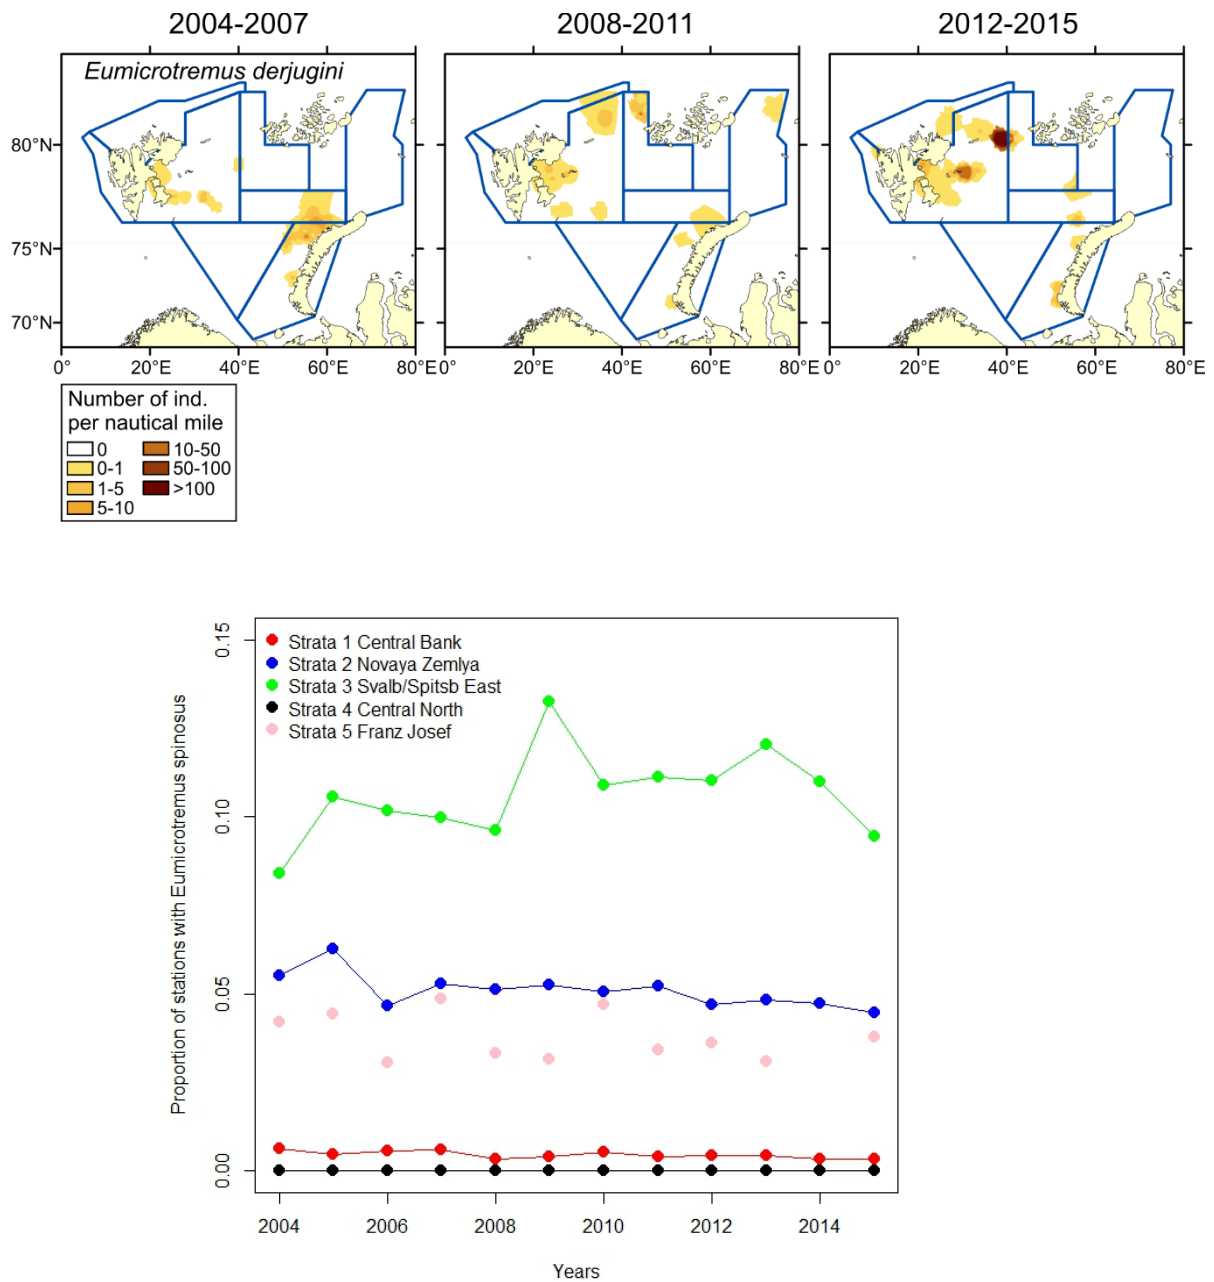 2004-2007 2008-2011 2012-2015
Eumicrotremus derjugini
80°N
75°N
70°N
0 20°E 40°E 60°E 80°E 0 20°E 40°E 60°E 80°E 0 20°E 40°E 60°E 80°E
Number of ind.
per nautical mile
0 10-50
0-1 50-100
1-5 >100
5-10
Strata 1 Central Bank
Strata 2 Novaya Zemlya
Strata 3 Svalb/Spitsb East
Strata 4 Central North
Strata 5 Franz Josef
Proportion of stations with Eumicrotremus spinosus
0.15
0.10
0.05
0.00
2004 2006 2008 2010 2012 2014
Years